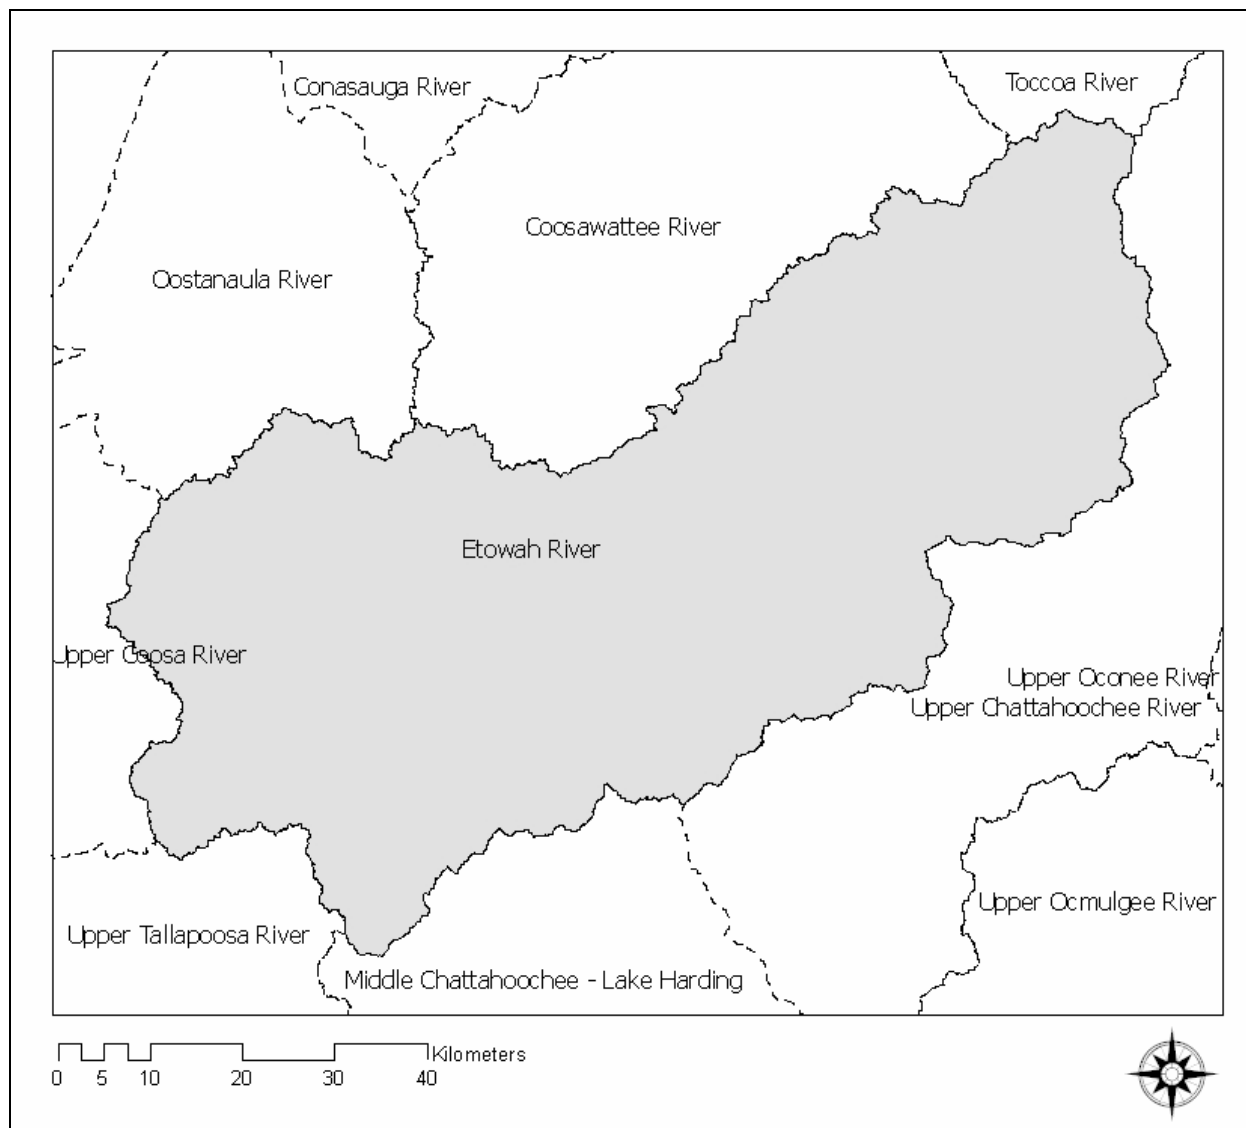 Conasauga River
Toccoa River
Coosawattee River
Oostanaula River
Etowah River
Upper Coosa River
Upper Oconee River
Upper Chattahoochee River
Upper Ocmulgee River
Upper Tallapoosa River
Middle Chattahoochee - Lake Harding
Kilometers
0 5 10 20 30 40